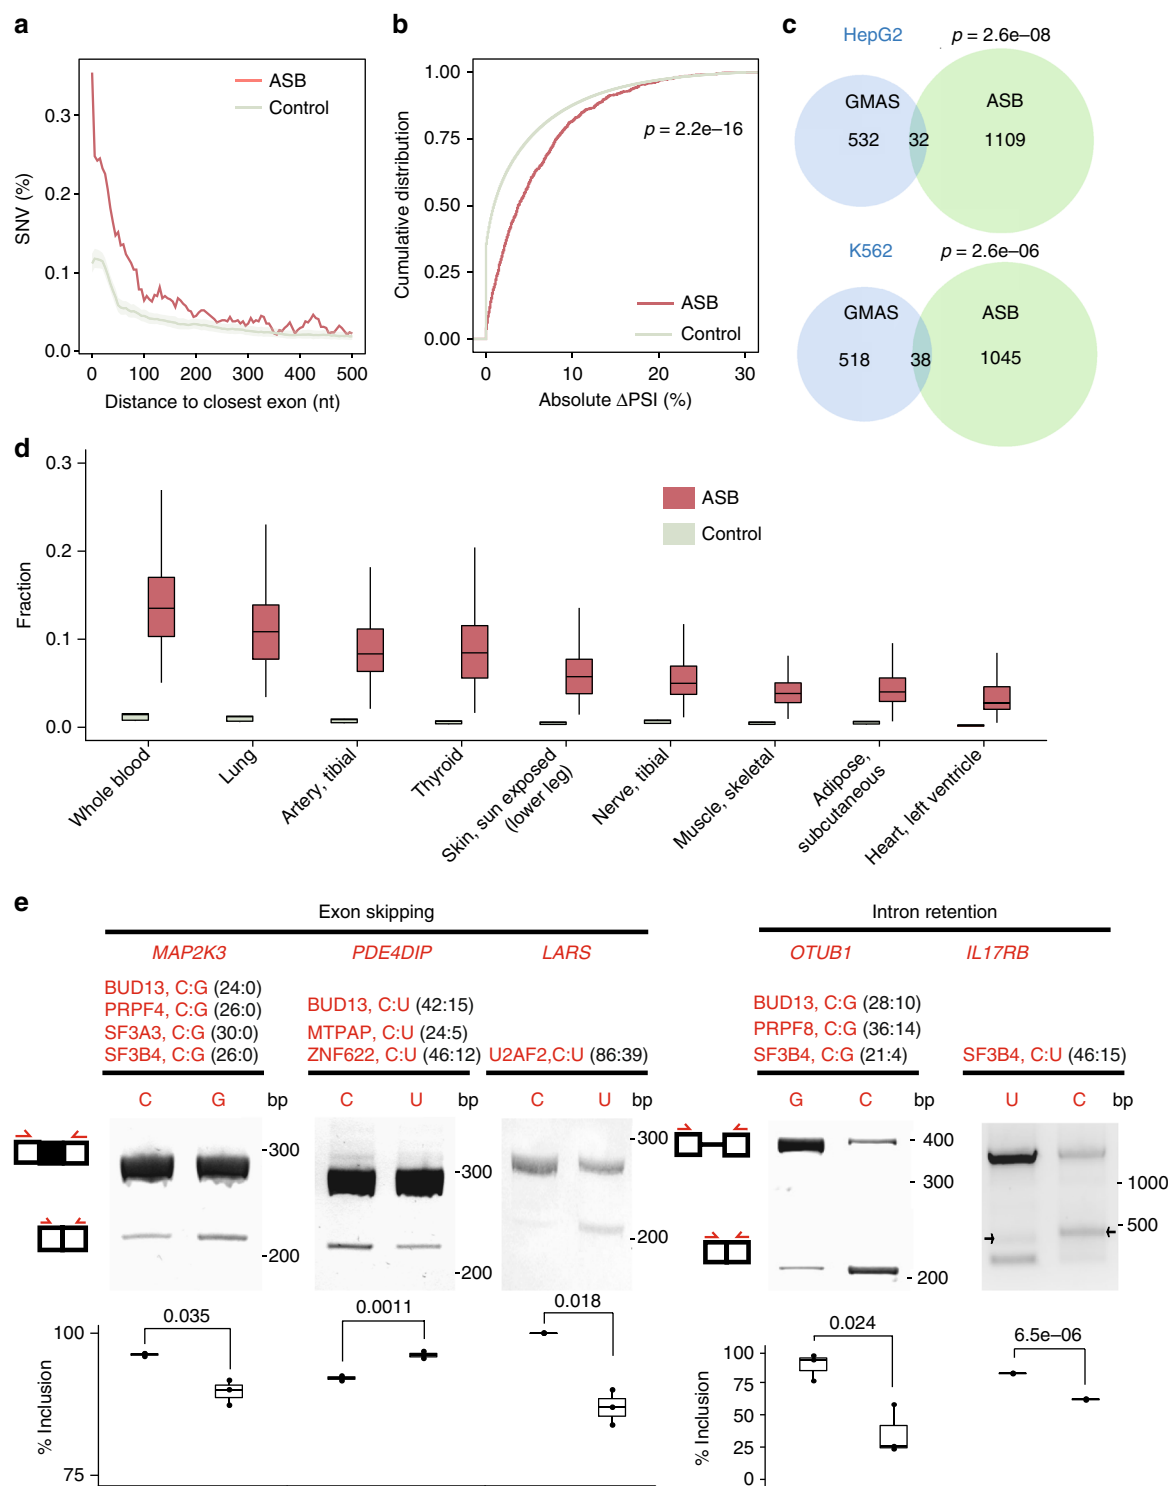 a
0.3
0.2
0.1
0.0
SNV (%)
ASB
Control
0 100 200 300 400 500
Distance to closest exon (nt)
b
1.00
0.75
0.50
0.25
0.00
Cumulative distribution
p = 2.2e–16
ASB
Control
0 10 20 30
Absolute ΔPSI (%)
c
HepG2
p = 2.6e–08
GMAS
ASB
532 32 1109
K562
p = 2.6e–06
GMAS
ASB
518 38 1045
d
0.3
0.2
0.1
0.0
Fraction
ASB
Control
Whole blood
Lung
Artery, tibial
Thyroid
Skin, sun exposed
(lower leg)
Nerve, tibial
Muscle, skeletal
Adipose,
subcutaneous
Heart, left ventricle
e
Exon skipping
MAP2K3 PDE4DIP LARS
BUD13, C:G (24:0)
PRPF4, C:G (26:0)
SF3A3, C:G (30:0)
SF3B4, C:G (26:0)
BUD13, C:U (42:15)
MTPAP, C:U (24:5)
ZNF622, C:U (46:12)
U2AF2,C:U (86:39)
Intron retention
OTUB1 IL17RB
BUD13, C:G (28:10)
PRPF8, C:G (36:14)
SF3B4, C:G (21:4)
SF3B4, C:U (46:15)
C G bp
-300
-200
C U bp
-300
-200
C U bp
-300
-200
G C bp
- 400
- 300
- 200
U C bp
- 1000
- 500
% Inclusion
100
75
0.035
0.0011
0.018
% Inclusion
100
75
50
25
0
0.024
6.5e–06